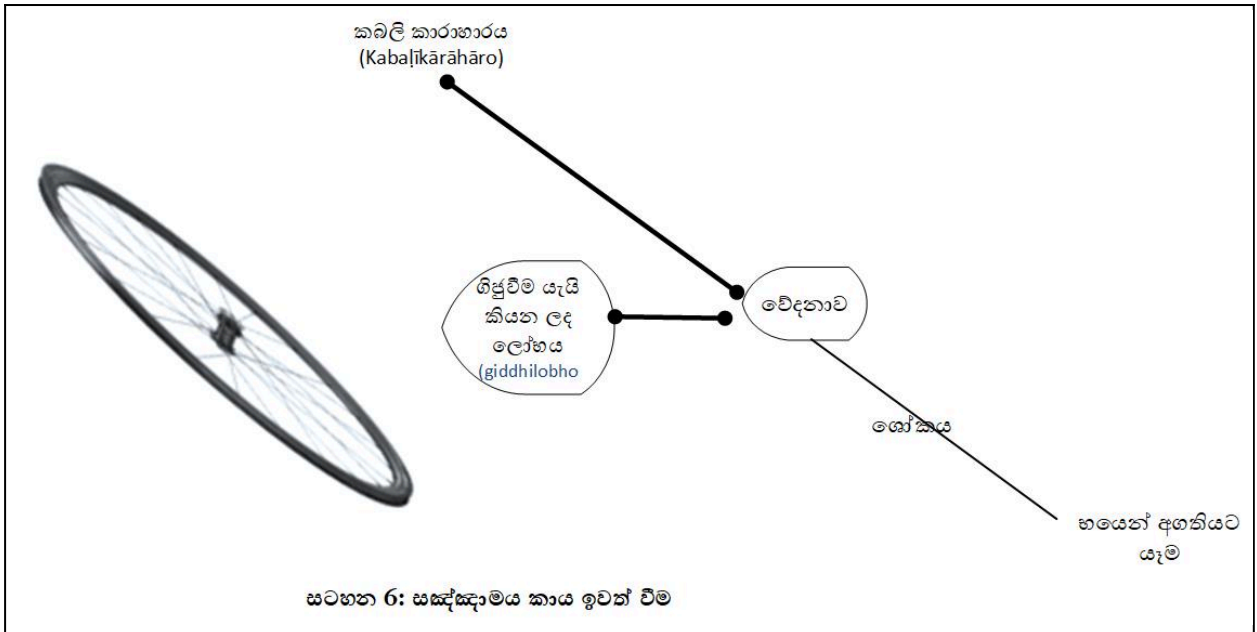 කබලි කාරාහාරය
(Kabaḷīkārāhāro)
ගිජුවීම යැයි
කියන ලද
ලෝභය
(giddhilobho
වේදනාව
ශෝකය
භයෙන් අගතියට
යෑම
සටහන 6: සඤ්ඤාමය කාය ඉවත් වීම